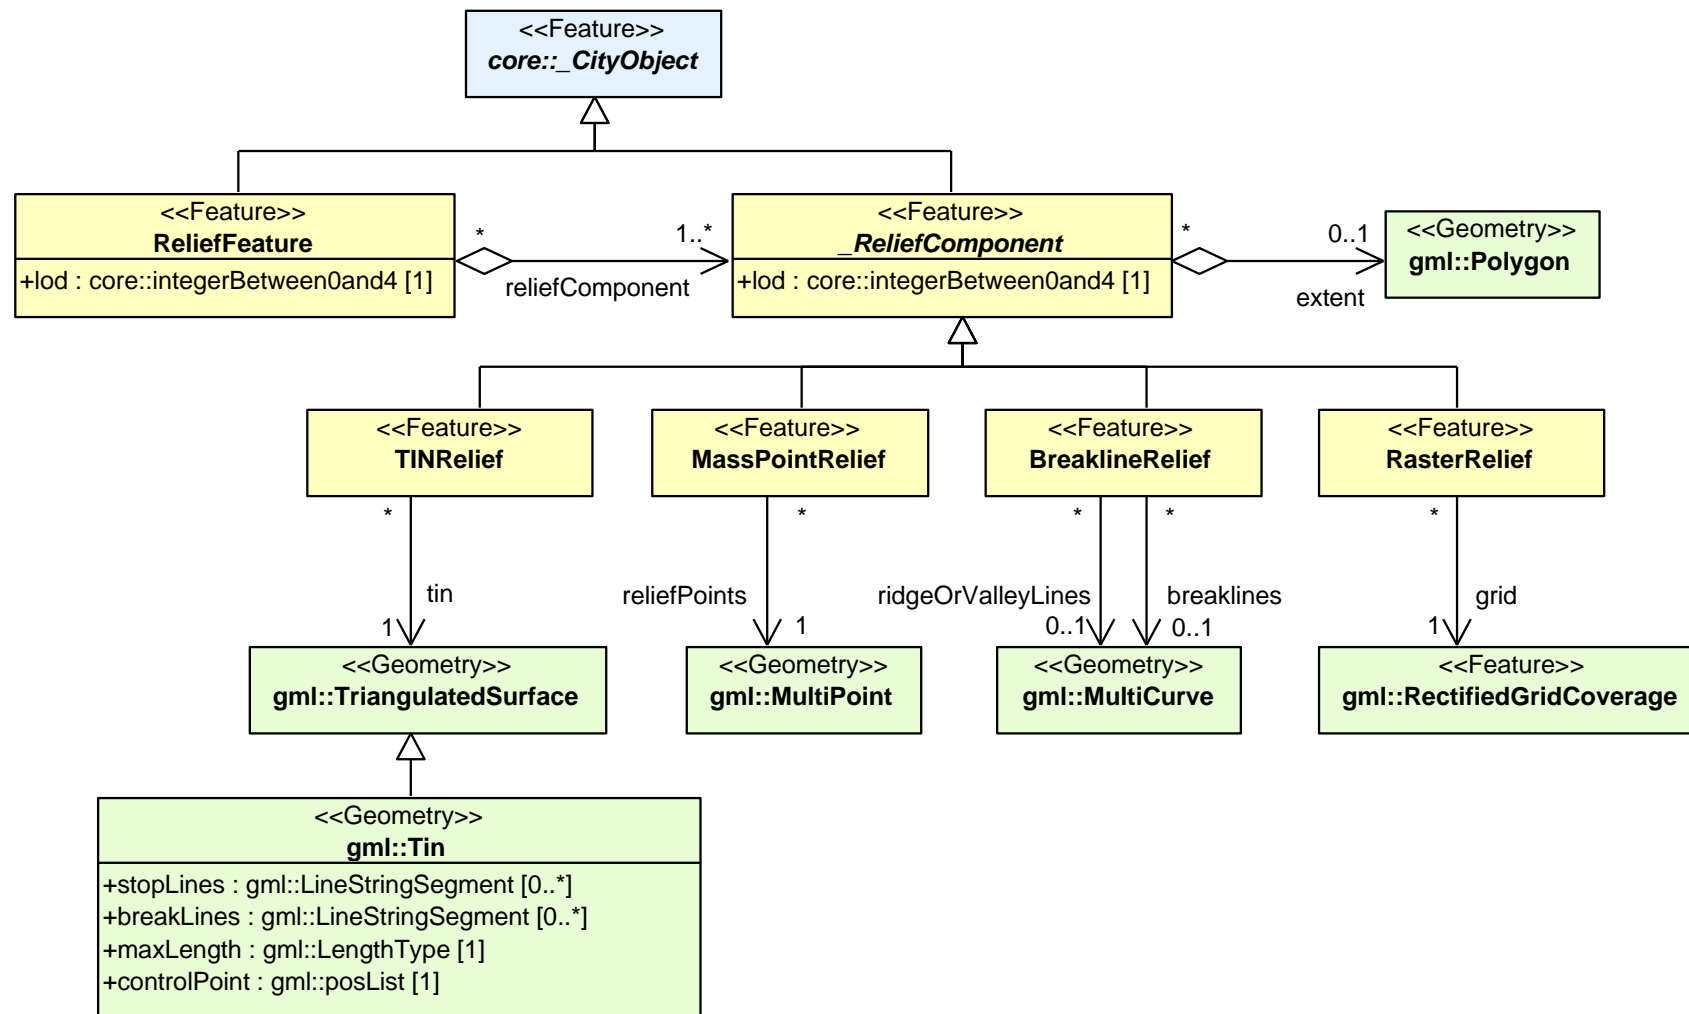 <<Feature>>
core::_CityObject
<<Feature>>
ReliefFeature
+lod : core::integerBetween0and4 [1]
*
1..*
reliefComponent
<<Feature>>
_ReliefComponent
+lod : core::integerBetween0and4 [1]
*
0..1
extent
<<Geometry>>
gml::Polygon
<<Feature>>
TINRelief
<<Feature>>
MassPointRelief
<<Feature>>
BreaklineRelief
<<Feature>>
RasterRelief
*
tin
1
*
reliefPoints
1
*
ridgeOrValleyLines
0..1
*
breaklines
0..1
*
grid
1
<<Geometry>>
gml::TriangulatedSurface
<<Geometry>>
gml::MultiPoint
<<Geometry>>
gml::MultiCurve
<<Feature>>
gml::RectifiedGridCoverage
<<Geometry>>
gml::Tin
+stopLines : gml::LineStringSegment [0..*]
+breakLines : gml::LineStringSegment [0..*]
+maxLength : gml::LengthType [1]
+controlPoint : gml::posList [1]